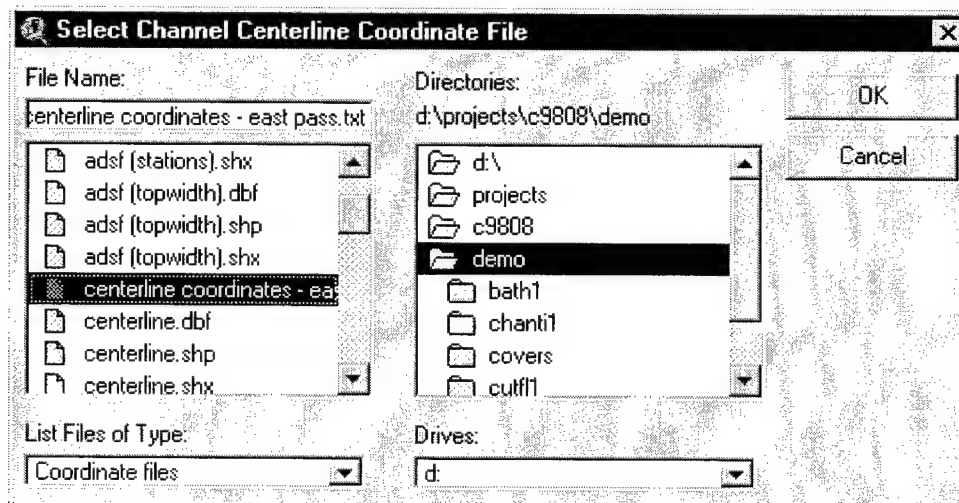 Select Channel Centerline Coordinate File
File Name:
centerline coordinates - east pass.txt
adsf (stations).shx
adsf (topwidth).dbf
adsf (topwidth).shp
adsf (topwidth).shx
centerline coordinates - eas
centerline.dbf
centerline.shp
centerline.shx
List Files of Type:
Coordinate files
Directories:
d:\projects\c9808\demo
d:\
projects
c9808
demo
bath1
chanti1
covers
cutfl1
Drives:
d:
OK
Cancel